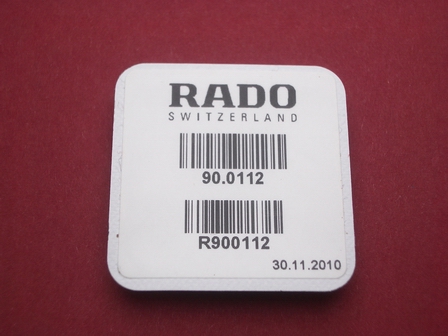 RADO
SWITZERLAND
90.0112
R900112
30.11.2010